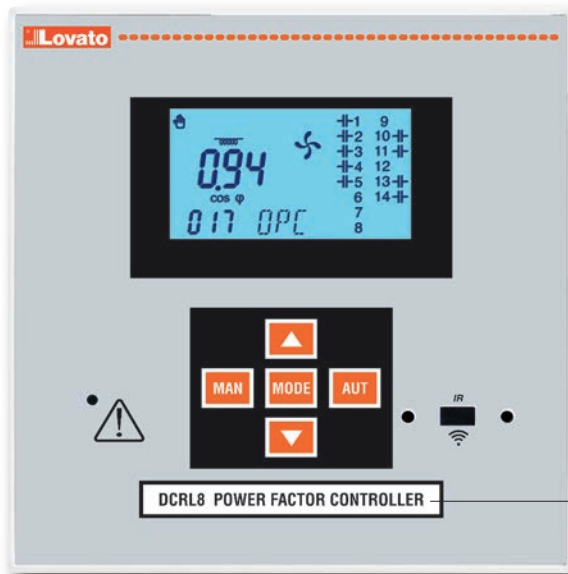 Lovato
1 9
2 10
3 11
4 12
0.94
5 13
cos φ
6 14
7
017 OPC
8
MAN MODE AUT
IR
DCRL8 POWER FACTOR CONTROLLER